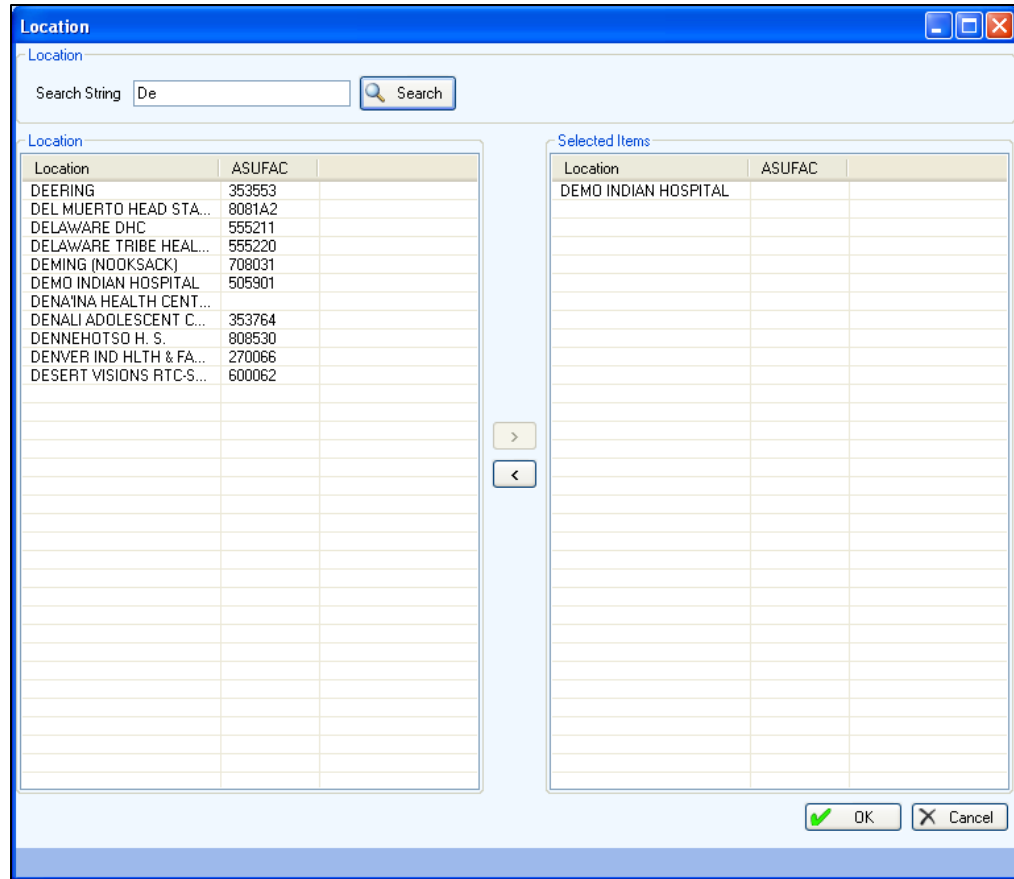 Location
Location
Search String De Search
Location
Location ASUFAC
DEERING 353553
DEL MUERTO HEAD STA... 8081A2
DELAWARE DHC 555211
DELAWARE TRIBE HEAL... 555220
DEMING (NOOKSACK) 708031
DEMO INDIAN HOSPITAL 505901
DENA'INA HEALTH CENT...
DENALI ADOLESCENT C... 353764
DENNEHOTSO H. S. 808530
DENVER IND HLTH & FA... 270066
DESERT VISIONS RTC-S... 600062
>
<
Selected Items
Location ASUFAC
DEMO INDIAN HOSPITAL
OK Cancel